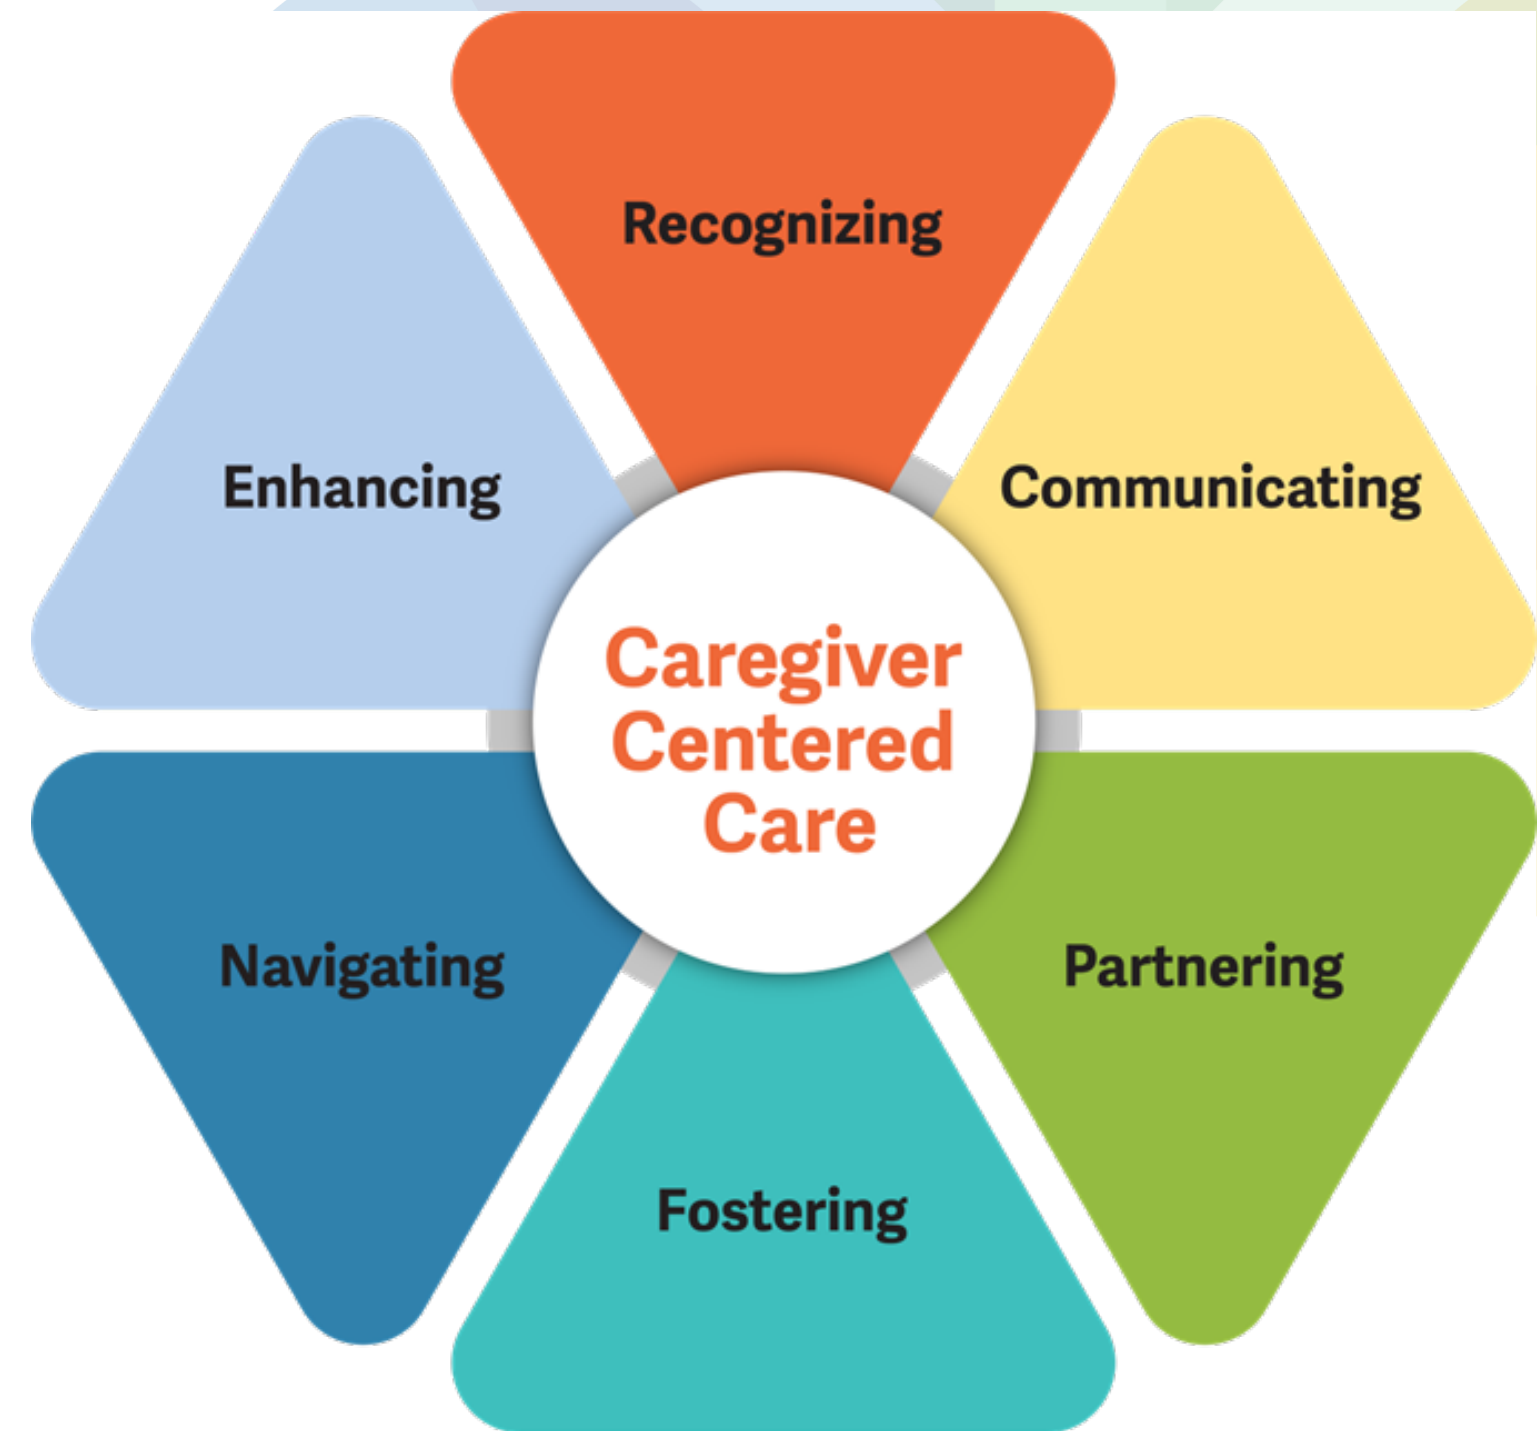 Recognizing
Enhancing
Communicating
Caregiver
Centered
Care
Navigating
Partnering
Fostering